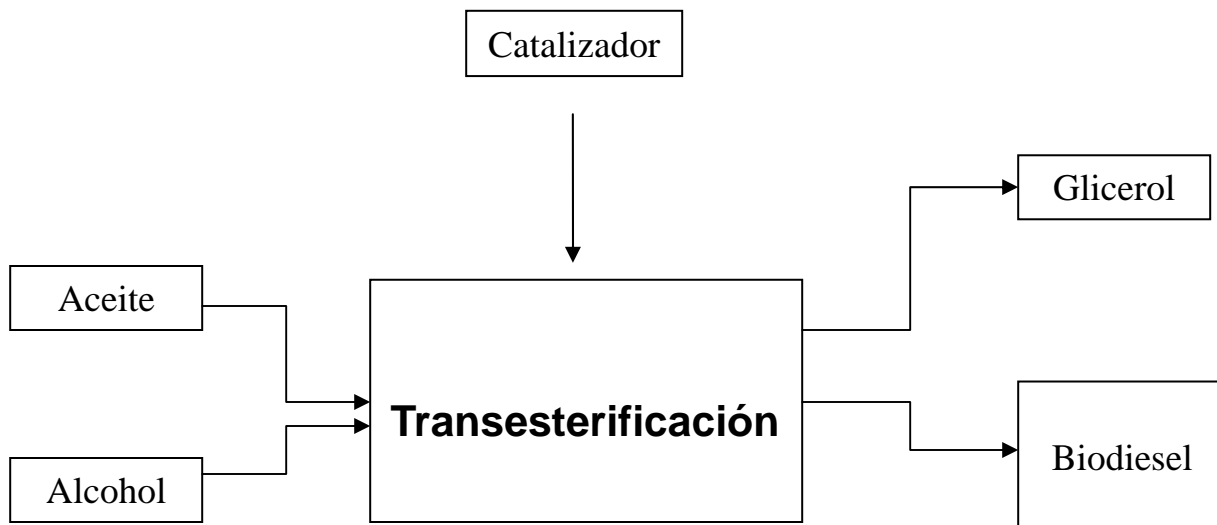 Catalizador
Glicerol
Aceite
Transesterificación
Biodiesel
Alcohol